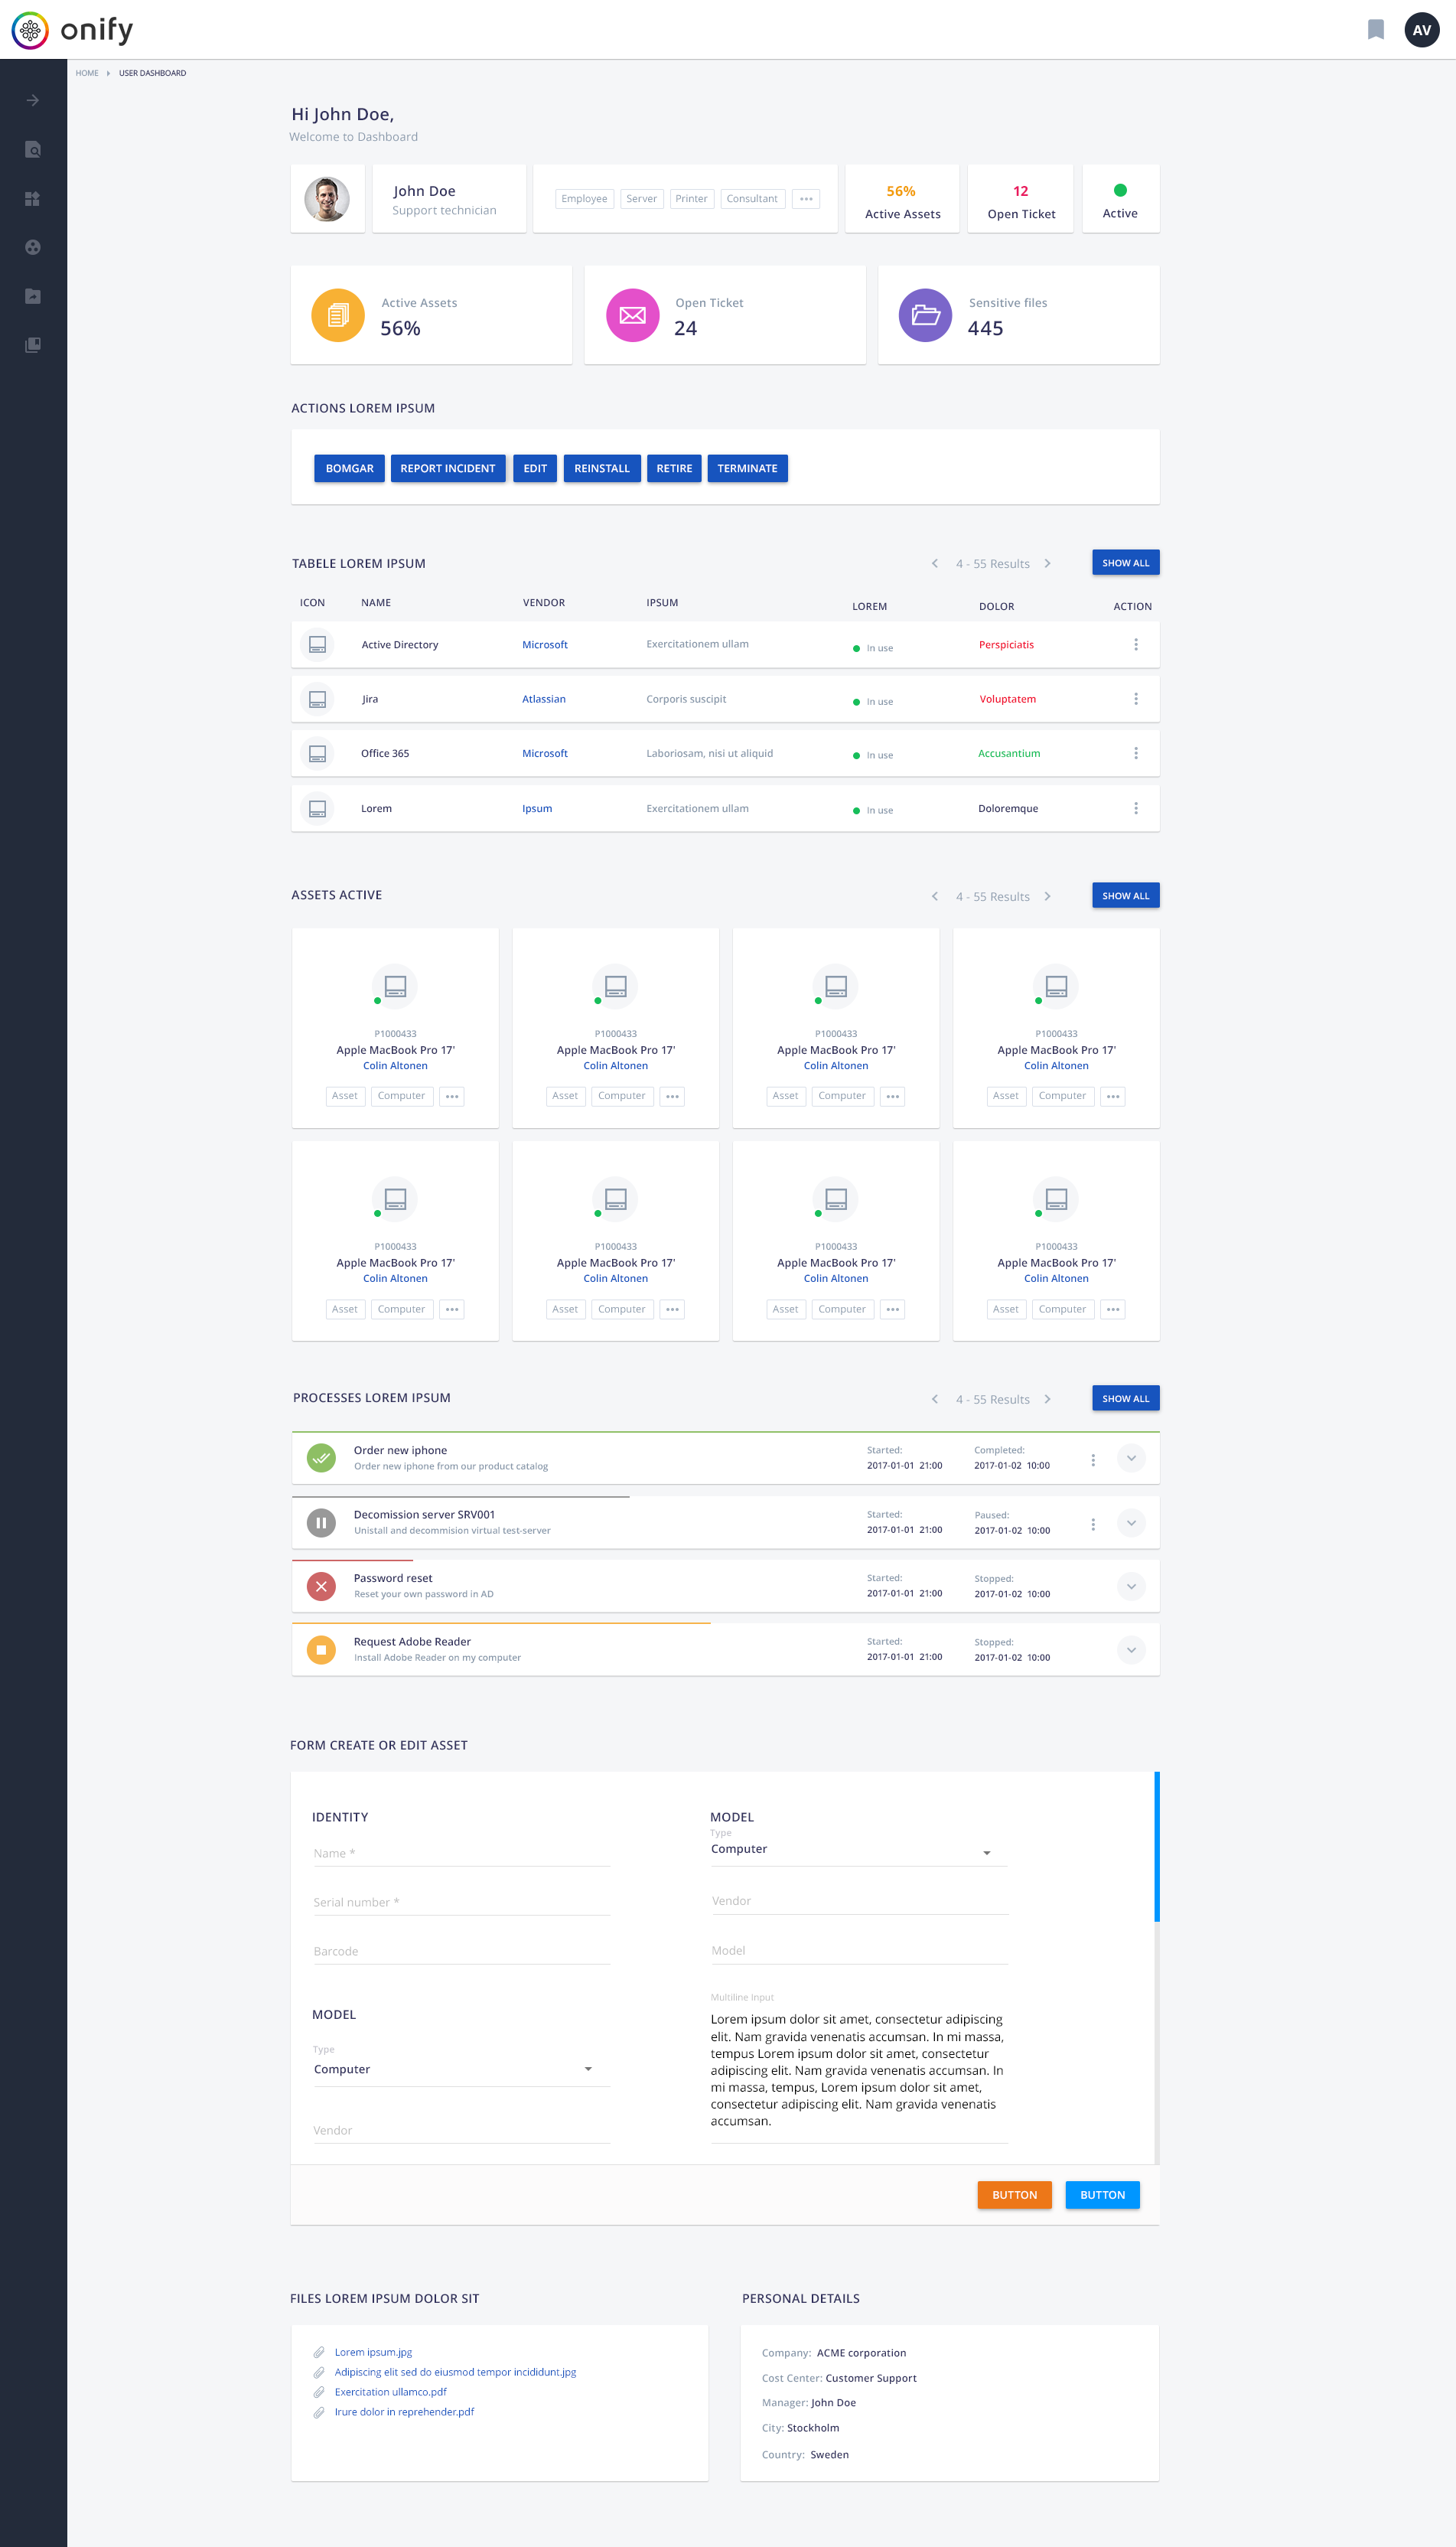 onify
AV
HOME USER DASHBOARD
Hi John Doe,
Welcome to Dashboard
John Doe
Support technician
Employee Server Printer Consultant
56%
Active Assets
12
Open Ticket
Active
Active Assets
56%
Open Ticket
24
Sensitive files
445
ACTIONS LOREM IPSUM
BOMGAR REPORT INCIDENT EDIT REINSTALL RETIRE TERMINATE
TABELE LOREM IPSUM 4 - 55 Results SHOW ALL
ICON NAME VENDOR IPSUM LOREM DOLOR ACTION
Active Directory Microsoft Exercitationem ullam In use Perspiciatis
Jira Atlassian Corporis suscipit In use Voluptatem
Office 365 Microsoft Laboriosam, nisi ut aliquid In use Accusantium
Lorem Ipsum Exercitationem ullam In use Doloremque
ASSETS ACTIVE 4 - 55 Results SHOW ALL
P1000433 P1000433 P1000433 P1000433
Apple MacBook Pro 17' Apple MacBook Pro 17' Apple MacBook Pro 17' Apple MacBook Pro 17'
Colin Altonen Colin Altonen Colin Altonen Colin Altonen
Asset Computer Asset Computer Asset Computer Asset Computer
P1000433 P1000433 P1000433 P1000433
Apple MacBook Pro 17' Apple MacBook Pro 17' Apple MacBook Pro 17' Apple MacBook Pro 17'
Colin Altonen Colin Altonen Colin Altonen Colin Altonen
Asset Computer Asset Computer Asset Computer Asset Computer
PROCESSES LOREM IPSUM 4 - 55 Results SHOW ALL
Order new iphone Started: Completed:
Order new iphone from our product catalog 2017-01-01 21:00 2017-01-02 10:00
Decomission server SRV001 Started: Paused:
Unistall and decommision virtual test-server 2017-01-01 21:00 2017-01-02 10:00
Password reset Started: Stopped:
Reset your own password in AD 2017-01-01 21:00 2017-01-02 10:00
Request Adobe Reader Started: Stopped:
Install Adobe Reader on my computer 2017-01-01 21:00 2017-01-02 10:00
FORM CREATE OR EDIT ASSET
IDENTITY
Name *
Serial number *
Barcode
MODEL
Type
Computer
Vendor
MODEL
Type
Computer
Vendor
Model
Multiline Input
Lorem ipsum dolor sit amet, consectetur adipiscing
elit. Nam gravida venenatis accumsan. In mi massa,
tempus Lorem ipsum dolor sit amet, consectetur
adipiscing elit. Nam gravida venenatis accumsan. In
mi massa, tempus, Lorem ipsum dolor sit amet,
consectetur adipiscing elit. Nam gravida venenatis
accumsan.
BUTTON BUTTON
FILES LOREM IPSUM DOLOR SIT
Lorem ipsum.jpg
Adipiscing elit sed do eiusmod tempor incididunt.jpg
Exercitation ullamco.pdf
Irure dolor in reprehender.pdf
PERSONAL DETAILS
Company: ACME corporation
Cost Center: Customer Support
Manager: John Doe
City: Stockholm
Country: Sweden